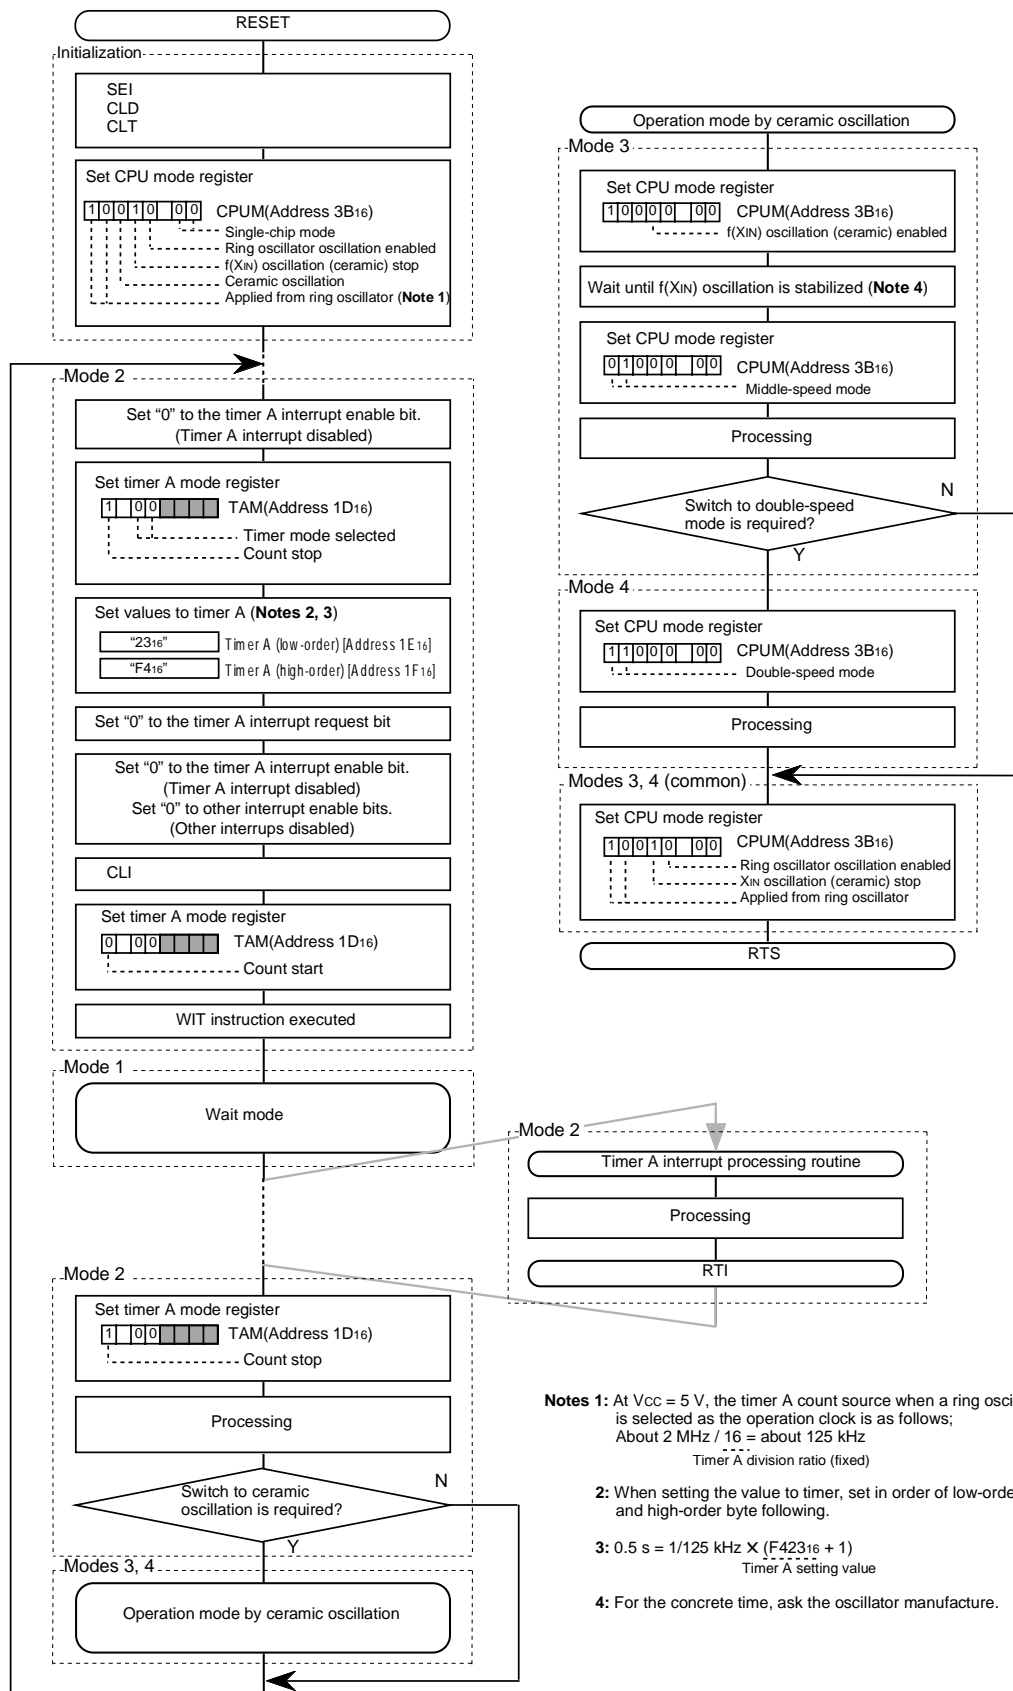 RESET
Initialization
SEI
CLD
CLT
Set CPU mode register
1 0 0 1 0 0 0 CPUM(Address 3B16)
Single-chip mode
Ring oscillator oscillation enabled
f(XIN) oscillation (ceramic) stop
Ceramic oscillation
Applied from ring oscillator (Note 1)
Mode 2
Set “0” to the timer A interrupt enable bit.
(Timer A interrupt disabled)
Set timer A mode register
1 0 0 TAM(Address 1D16)
Timer mode selected
Count stop
Set values to timer A (Notes 2, 3)
“2316” Timer A (low-order) [Address 1E16]
“F416” Timer A (high-order) [Address 1F16]
Set “0” to the timer A interrupt request bit
Set “0” to the timer A interrupt enable bit.
(Timer A interrupt disabled)
Set “0” to other interrupt enable bits.
(Other interrups disabled)
CLI
Set timer A mode register
0 0 0 TAM(Address 1D16)
Count start
WIT instruction executed
Mode 1
Wait mode
Mode 2
Set timer A mode register
1 0 0 TAM(Address 1D16)
Count stop
Processing
Switch to ceramic
oscillation is required?
N
Y
Modes 3, 4
Operation mode by ceramic oscillation
Operation mode by ceramic oscillation
Mode 3
Set CPU mode register
1 0 0 0 0 0 0 CPUM(Address 3B16)
f(XIN) oscillation (ceramic) enabled
Wait until f(XIN) oscillation is stabilized (Note 4)
Set CPU mode register
0 1 0 0 0 0 0 CPUM(Address 3B16)
Middle-speed mode
Processing
Switch to double-speed
mode is required?
N
Y
Mode 4
Set CPU mode register
1 1 0 0 0 0 0 CPUM(Address 3B16)
Double-speed mode
Processing
Modes 3, 4 (common)
Set CPU mode register
1 0 0 1 0 0 0 CPUM(Address 3B16)
Ring oscillator oscillation enabled
XIN oscillation (ceramic) stop
Applied from ring oscillator
RTS
Mode 2
Timer A interrupt processing routine
Processing
RTI
Notes 1: At VCC = 5 V, the timer A count source when a ring
is selected as the operation clock is as follows;
About 2 MHz / 16 = about 125 kHz
Timer A division ratio (fixed)
2: When setting the value to timer, set in order of
and high-order byte following.
3: 0.5 s = 1/125 kHz X (F42316 + 1)
Timer A setting value
4: For the concrete time, ask the oscillator manufacture.